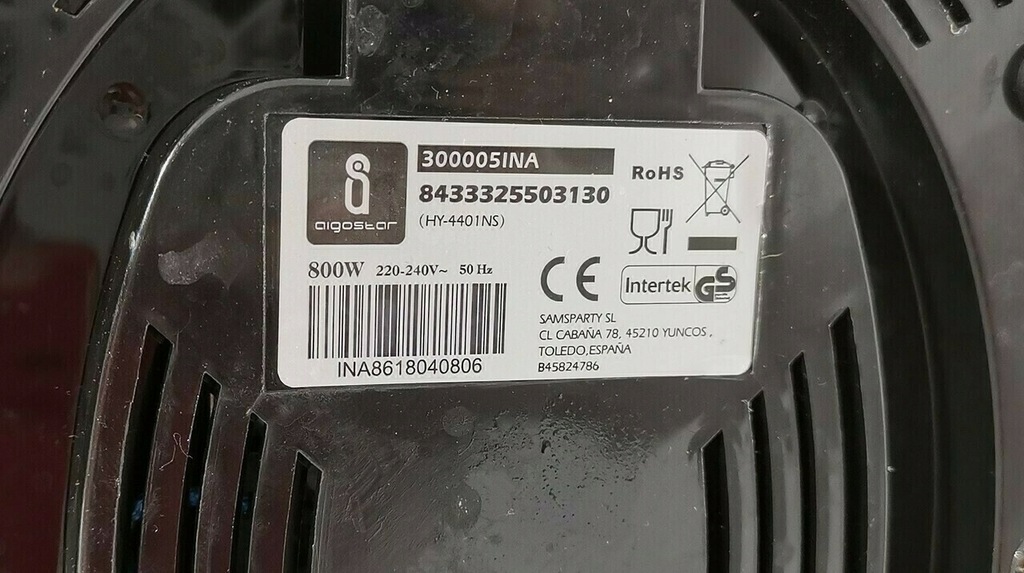 aigostar
300005INA
8433325503130
(HY-4401NS)
RoHS
800W 220-240V~ 50 Hz
INA8618040806
CE
Intertek GS
SAMSPARTY SL
CL CABAÑA 78, 45210 YUNCOS ,
TOLEDO,ESPAÑA
B45824786